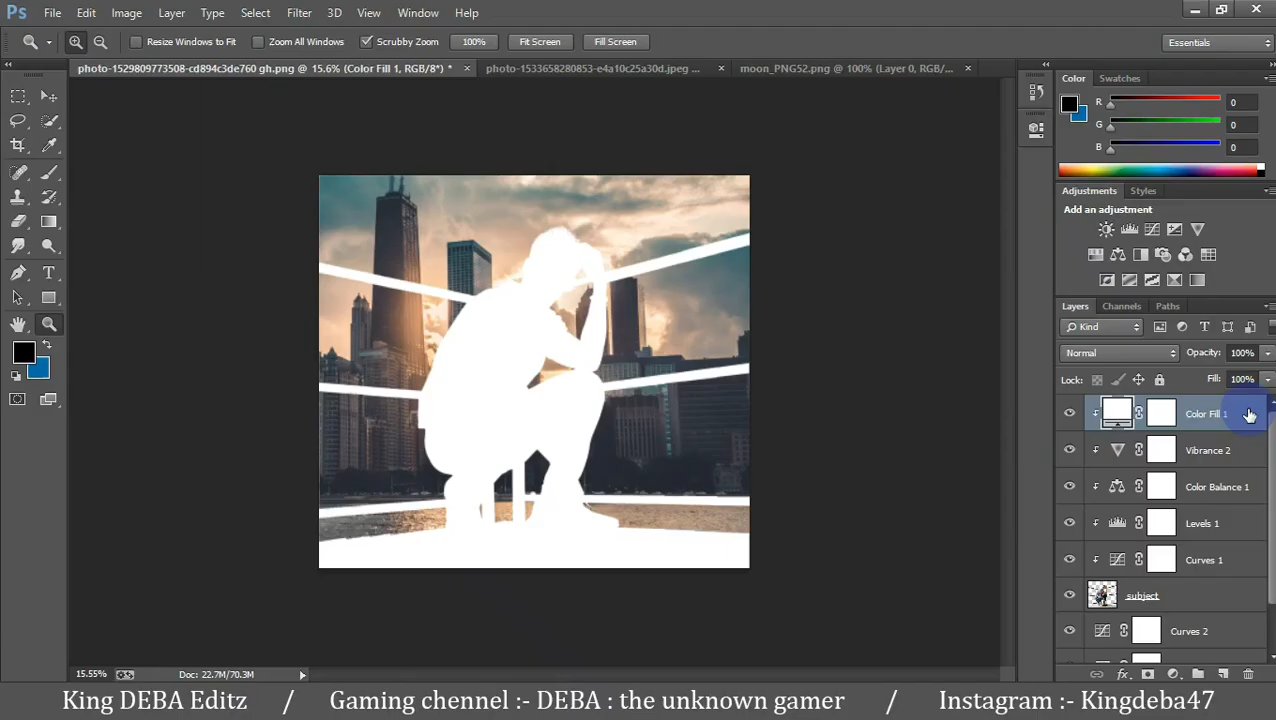 Ps File Edit Image Layer Type Select Filter 3D View Window Help
Resize Windows to Fit Zoom All Windows Scrubby Zoom 100% Fit Screen Fill Screen Essentials
photo-1529809773508-cd894c3de760 gh.png @ 15.6% (Color Fill 1, RGB/8*) * photo-1533658280853-e4a10c25a30d.jpeg ... moon_PNG52.png @ 100% (Layer 0, RGB/...
Color Swatches
R 0
G 0
B 0
Adjustments Styles
Add an adjustment
Layers Channels Paths
Kind
Normal Opacity: 100%
Lock: Fill: 100%
Color Fill 1
Vibrance 2
Color Balance 1
Levels 1
Curves 1
subject
Curves 2
15.55% Doc: 22.7M/70.3M
King DEBA Editz / Gaming channel :- DEBA : the unknown gamer / Instagram :- Kingdeba47